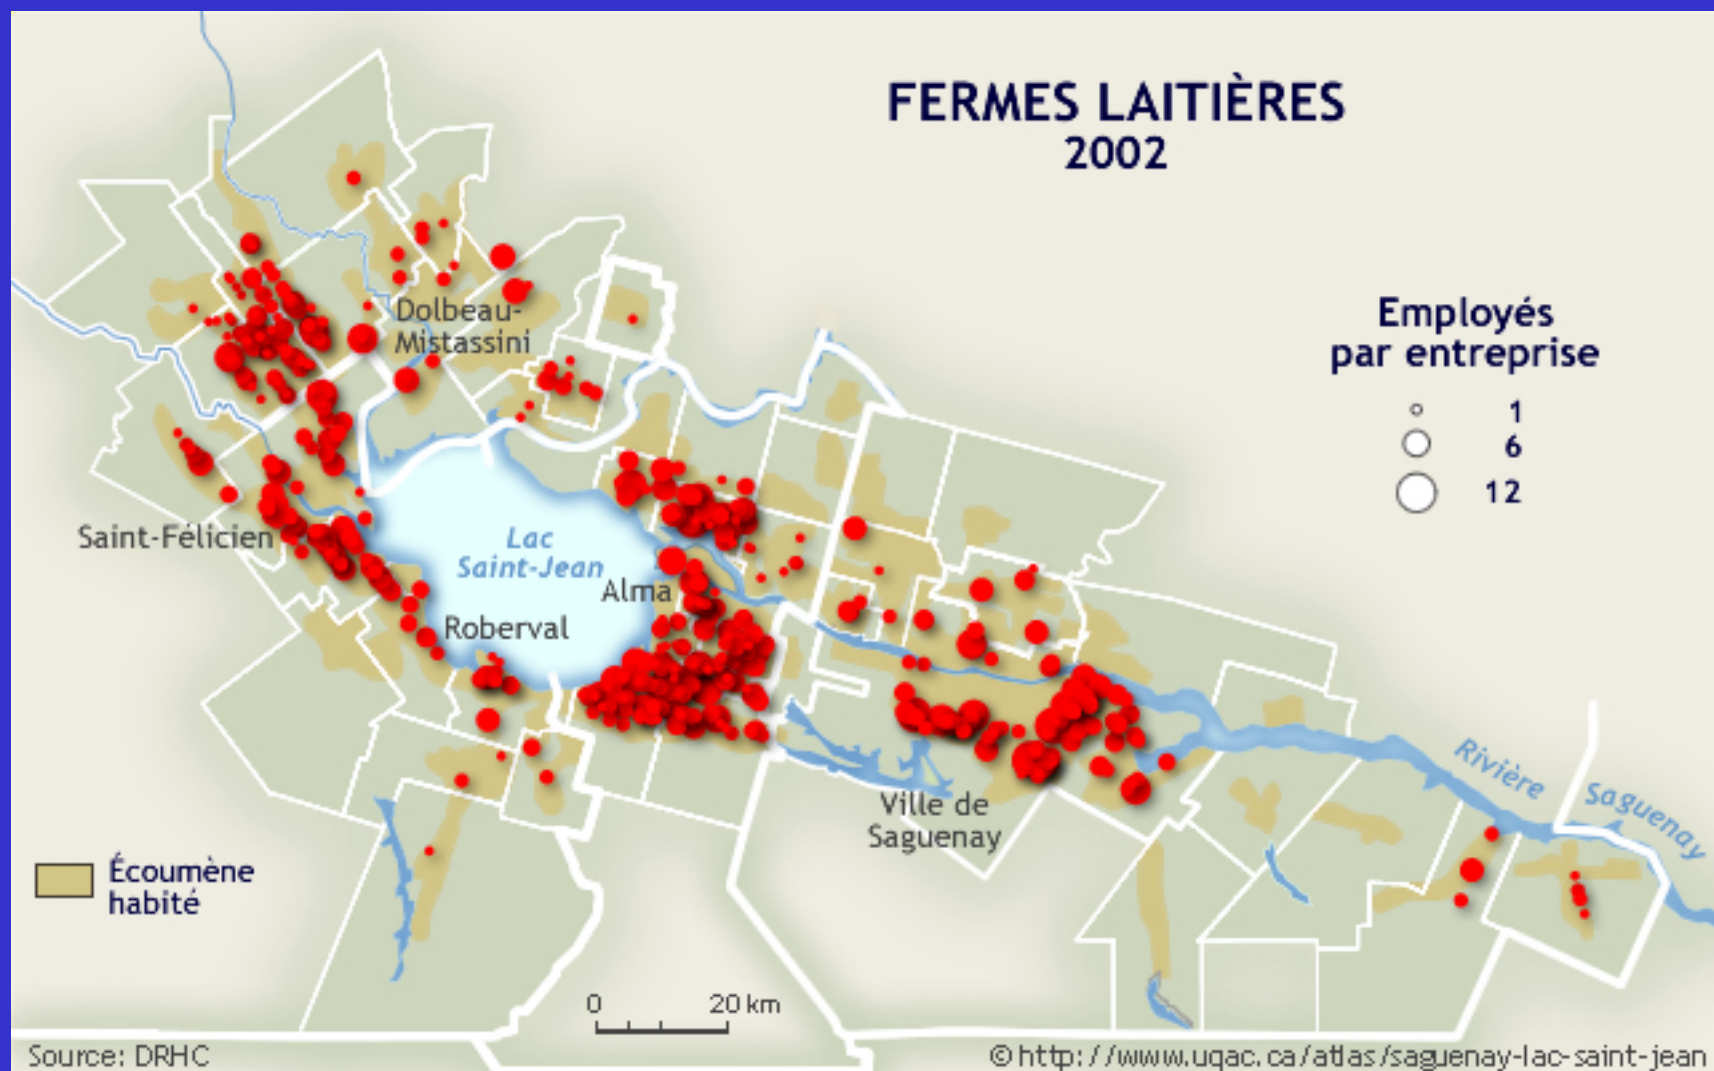 FERMES LAITIÈRES
2002
Dolbeau-
Mistassini
Employés
par entreprise
1
6
12
Saint-Félicien
Lac
Saint-Jean
Alma
Roberval
Ville de
Saguenay
Rivière Saguenay
Écoumène
habité
0 20 km
Source: DRHC
©http://www.uqac.ca/atlas/saguenay-lac-saint-jean